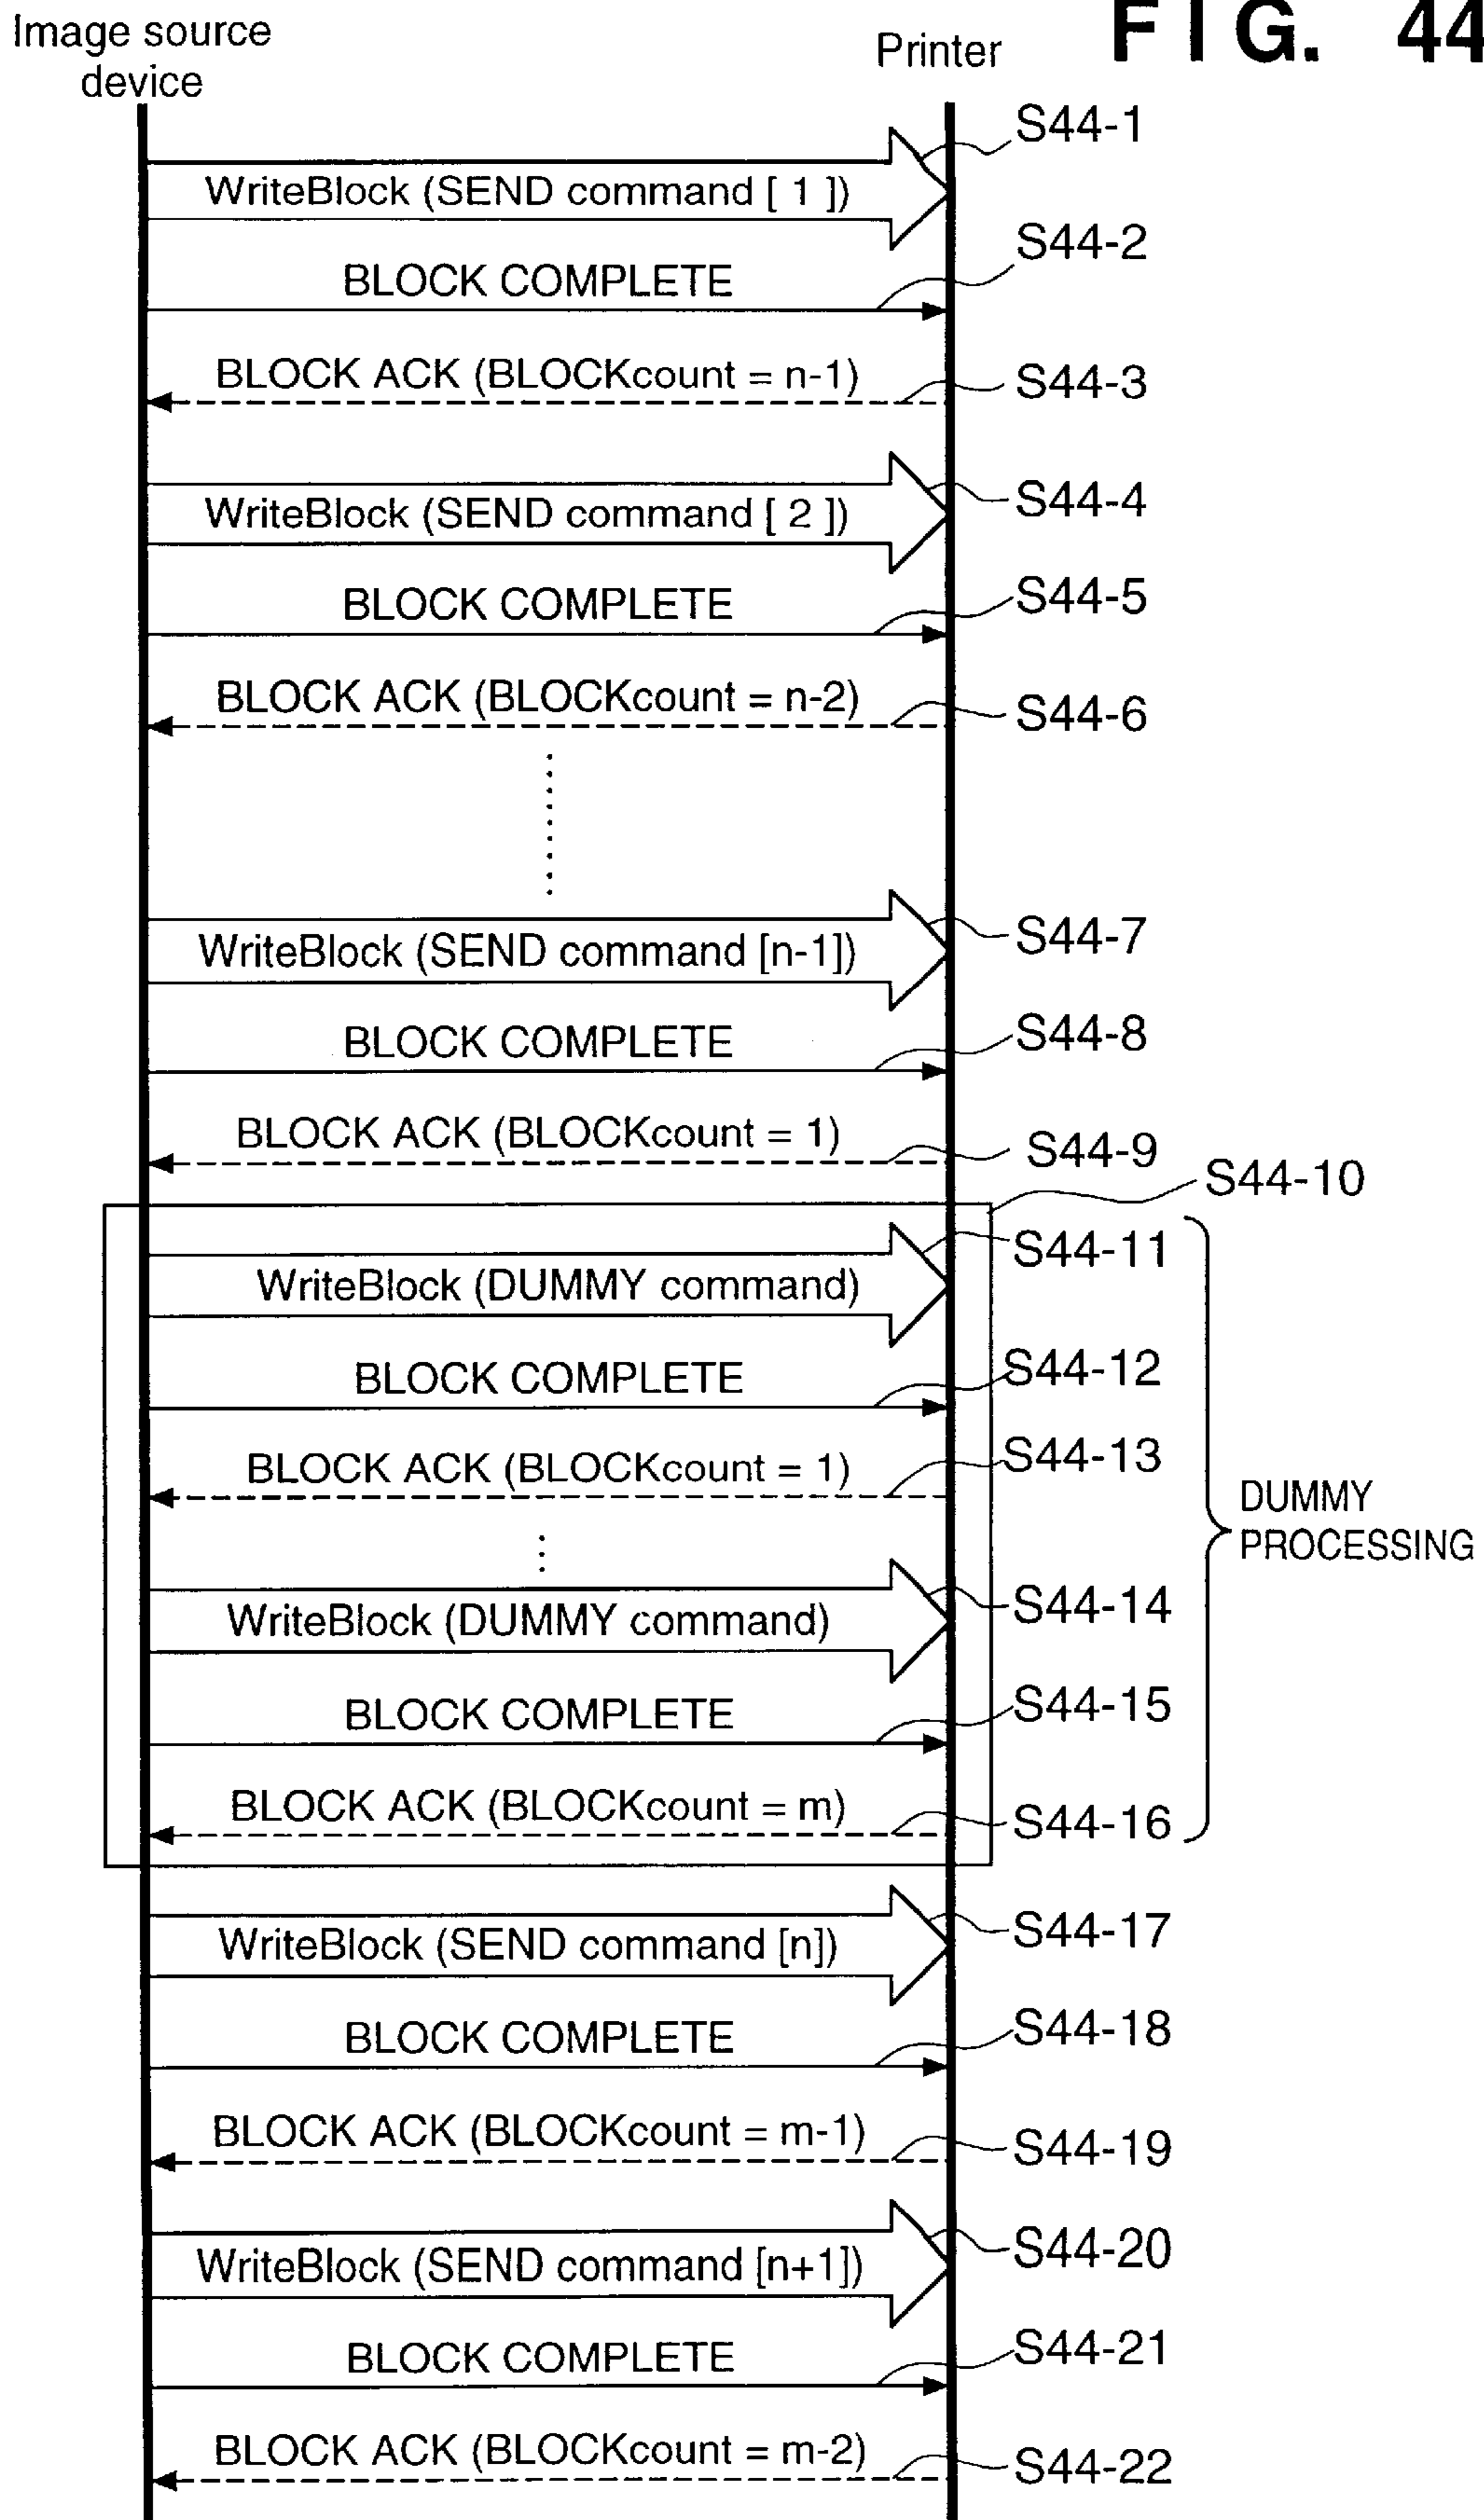 FIG. 44
Image source
device
Printer
S44-1
WriteBlock (SEND command [ 1 ])
S44-2
BLOCK COMPLETE
BLOCK ACK (BLOCKcount = n-1)
S44-3
WriteBlock (SEND command [ 2 ])
S44-4
BLOCK COMPLETE
S44-5
BLOCK ACK (BLOCKcount = n-2)
S44-6
WriteBlock (SEND command [n-1])
S44-7
BLOCK COMPLETE
S44-8
BLOCK ACK (BLOCKcount = 1)
S44-9
S44-10
S44-11
WriteBlock (DUMMY command)
BLOCK COMPLETE
S44-12
BLOCK ACK (BLOCKcount = 1)
S44-13
DUMMY
PROCESSING
WriteBlock (DUMMY command)
S44-14
BLOCK COMPLETE
S44-15
BLOCK ACK (BLOCKcount = m)
S44-16
WriteBlock (SEND command [n])
S44-17
BLOCK COMPLETE
S44-18
BLOCK ACK (BLOCKcount = m-1)
S44-19
WriteBlock (SEND command [n+1])
S44-20
BLOCK COMPLETE
S44-21
BLOCK ACK (BLOCKcount = m-2)
S44-22